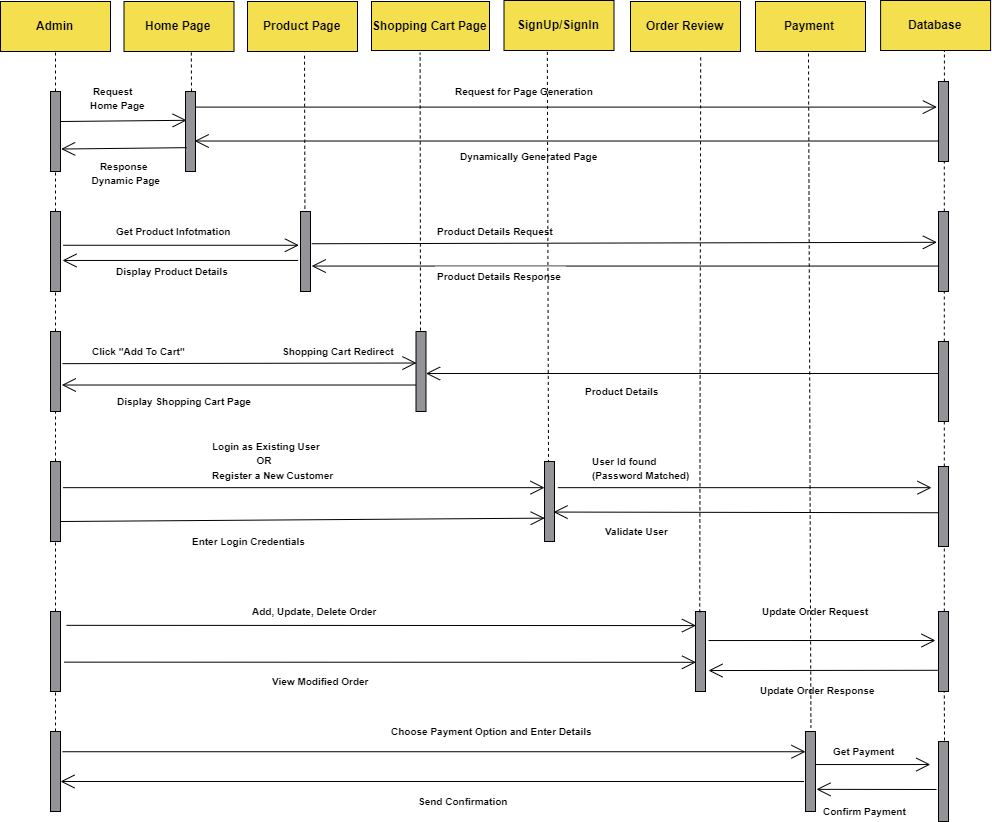 Admin
Home Page
Product Page
Shopping Cart Page
SignUp/SignIn
Order Review
Payment
Database
Request
Home Page
Request for Page Generation
Dynamically Generated Page
Response
Dynamic Page
Get Product Infotmation
Product Details Request
Display Product Details
Product Details Response
Click "Add To Cart"
Shopping Cart Redirect
Product Details
Display Shopping Cart Page
Login as Existing User
OR
Register a New Customer
User Id found
(Password Matched)
Validate User
Enter Login Credentials
Add, Update, Delete Order
Update Order Request
View Modified Order
Update Order Response
Choose Payment Option and Enter Details
Get Payment
Send Confirmation
Confirm Payment